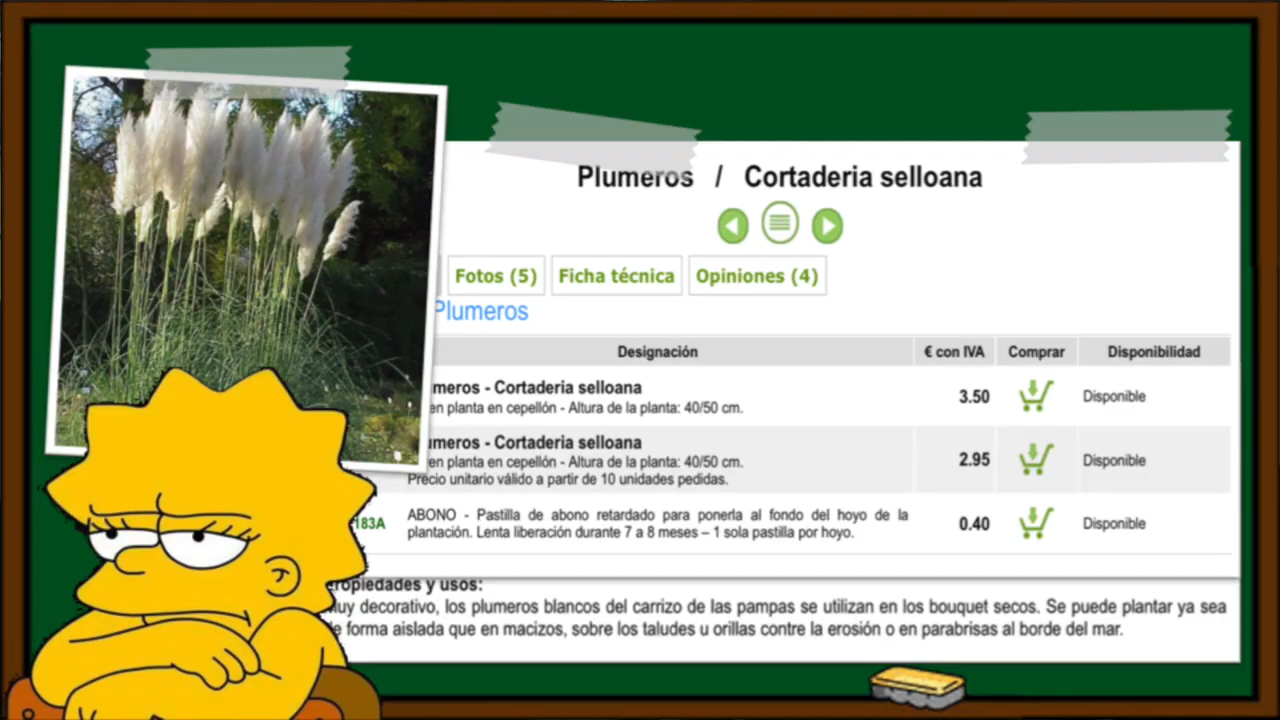 Plumeros / Cortaderia selloana
Fotos (5) Ficha técnica Opiniones (4)
Plumeros
Designación € con IVA Comprar Disponibilidad
meros - Cortaderia selloana
en planta en cepellón - Altura de la planta: 40/50 cm. 3.50 Disponible
umeros - Cortaderia selloana
en planta en cepellón - Altura de la planta: 40/50 cm. 2.95 Disponible
Precio unitario válido a partir de 10 unidades pedidas.
183A ABONO - Pastilla de abono retardado para ponerla al fondo del hoyo de la 0.40 Disponible
plantación. Lenta liberación durante 7 a 8 meses – 1 sola pastilla por hoyo.
ropiedades y usos:
uy decorativo, los plumeros blancos del carrizo de las pampas se utilizan en los bouquet secos. Se puede plantar ya sea
e forma aislada que en macizos, sobre los taludes u orillas contre la erosión o en parabrisas al borde del mar.